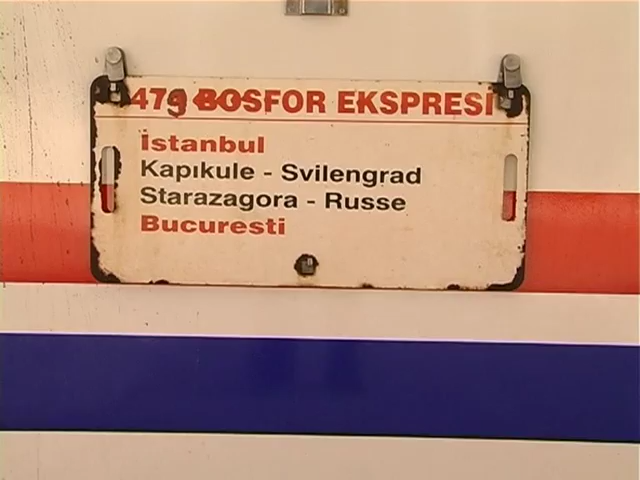 BOSFOR EKSPRESI
İstanbul
Kapıkule - Svilengrad
Starazagora - Russe
Bucuresti